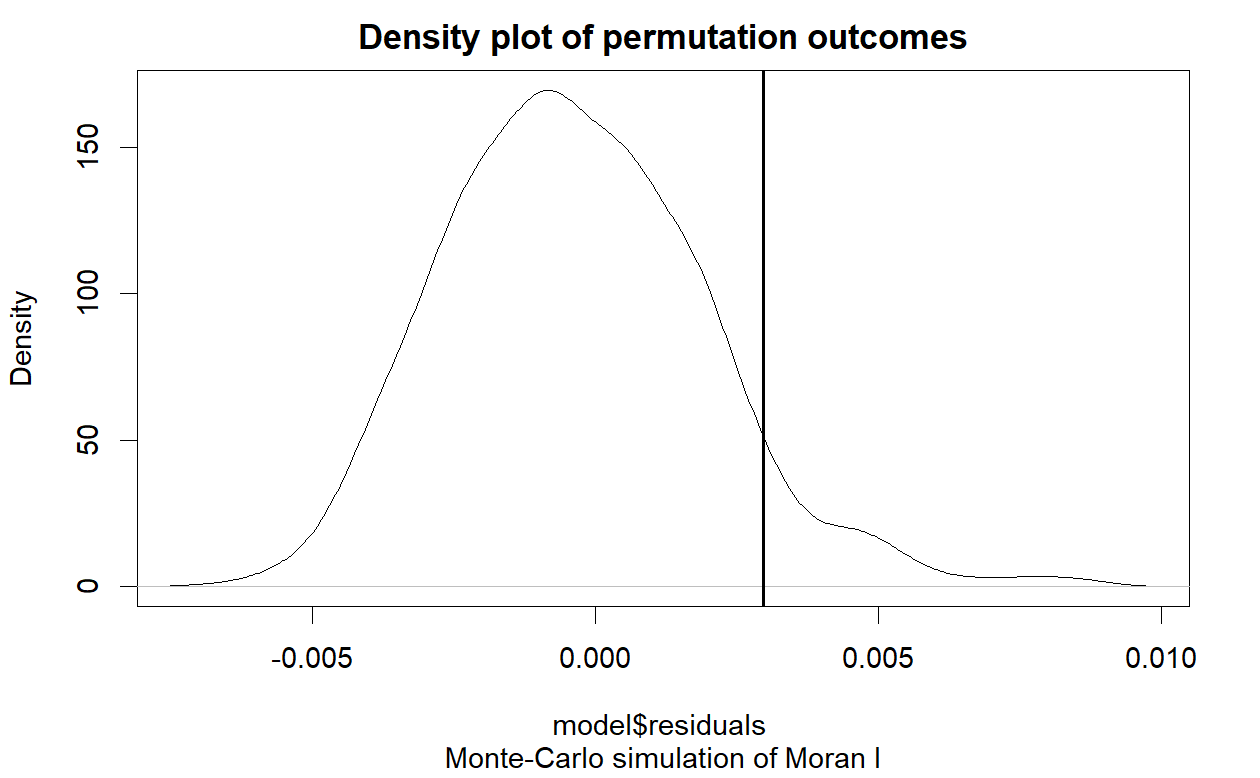 Density plot of permutation outcomes
150
100
50
0
Density
-0.005
0.000
0.005
0.010
model$residuals
Monte-Carlo simulation of Moran I